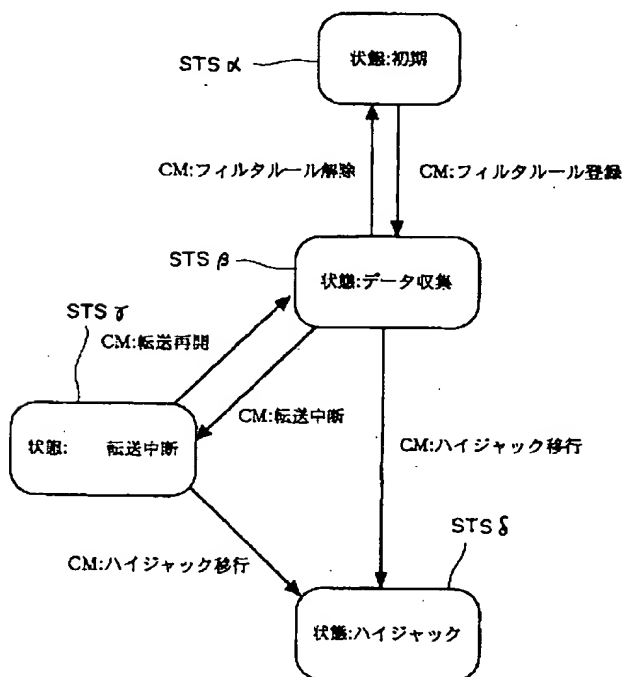 STS α
状態:初期
CM:フィルタルール解除
CM:フィルタルール登録
STS β
状態:データ収集
STS γ
CM:転送再開
CM:転送中断
状態: 転送中断
CM:ハイジャック移行
STS δ
CM:ハイジャック移行
状態:ハイジャック